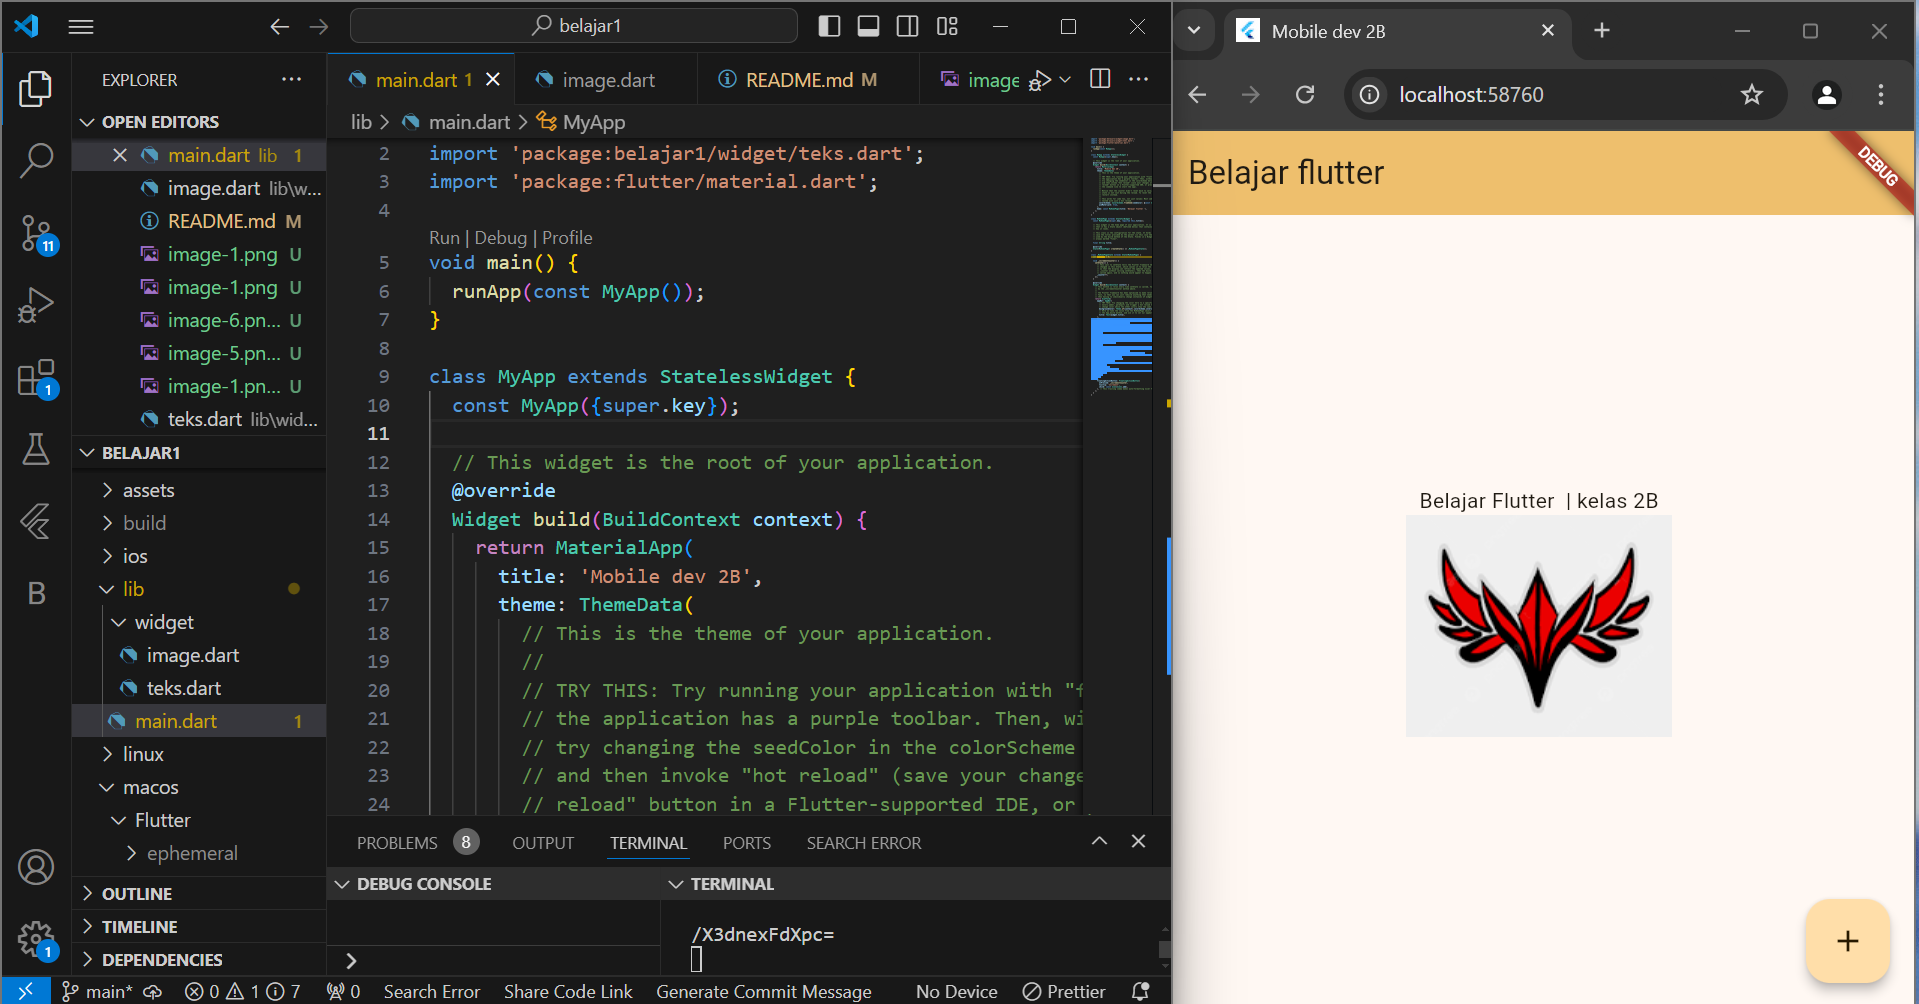 belajar1
EXPLORER
OPEN EDITORS
main.dart lib 1
image.dart lib\w...
README.md M
image-1.png U
image-1.png U
image-6.pn... U
image-5.pn... U
image-1.pn... U
teks.dart lib\wid...
BELAJAR1
assets
build
ios
lib
widget
image.dart
teks.dart
main.dart 1
linux
macos
Flutter
ephemeral
OUTLINE
TIMELINE
DEPENDENCIES
11
1
B
1
main.dart 1
image.dart
README.md M
image
lib > main.dart > MyApp
2 import 'package:belajar1/widget/teks.dart';
3 import 'package:flutter/material.dart';
4
Run | Debug | Profile
5 void main() {
6 runApp(const MyApp());
7 }
8
9 class MyApp extends StatelessWidget {
10 const MyApp({super.key});
11
12 // This widget is the root of your application.
13 @override
14 Widget build(BuildContext context) {
15 return MaterialApp(
16 title: 'Mobile dev 2B',
17 theme: ThemeData(
18 // This is the theme of your application.
19 //
20 // TRY THIS: Try running your application with "f
21 // the application has a purple toolbar. Then, wi
22 // try changing the seedColor in the colorScheme
23 // and then invoke "hot reload" (save your change
24 // reload" button in a Flutter-supported IDE, or
PROBLEMS 8 OUTPUT TERMINAL PORTS SEARCH ERROR
DEBUG CONSOLE
TERMINAL
/X3dnexFdXpc=
main* 0 1 7 0 Search Error Share Code Link Generate Commit Message No Device Prettier
Mobile dev 2B
localhost:58760
Belajar flutter
DEBUG
Belajar Flutter | kelas 2B